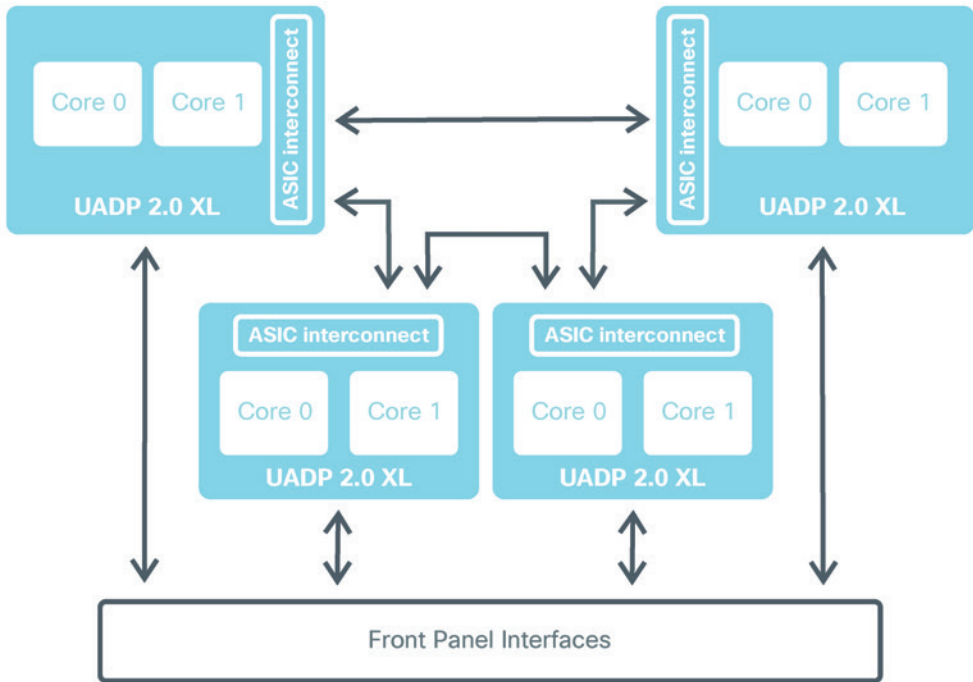 Core 0
Core 1
ASIC interconnect
UADP 2.0 XL
ASIC interconnect
Core 0
Core 1
UADP 2.0 XL
ASIC interconnect
Core 0
Core 1
UADP 2.0 XL
ASIC interconnect
Core 0
Core 1
UADP 2.0 XL
Front Panel Interfaces